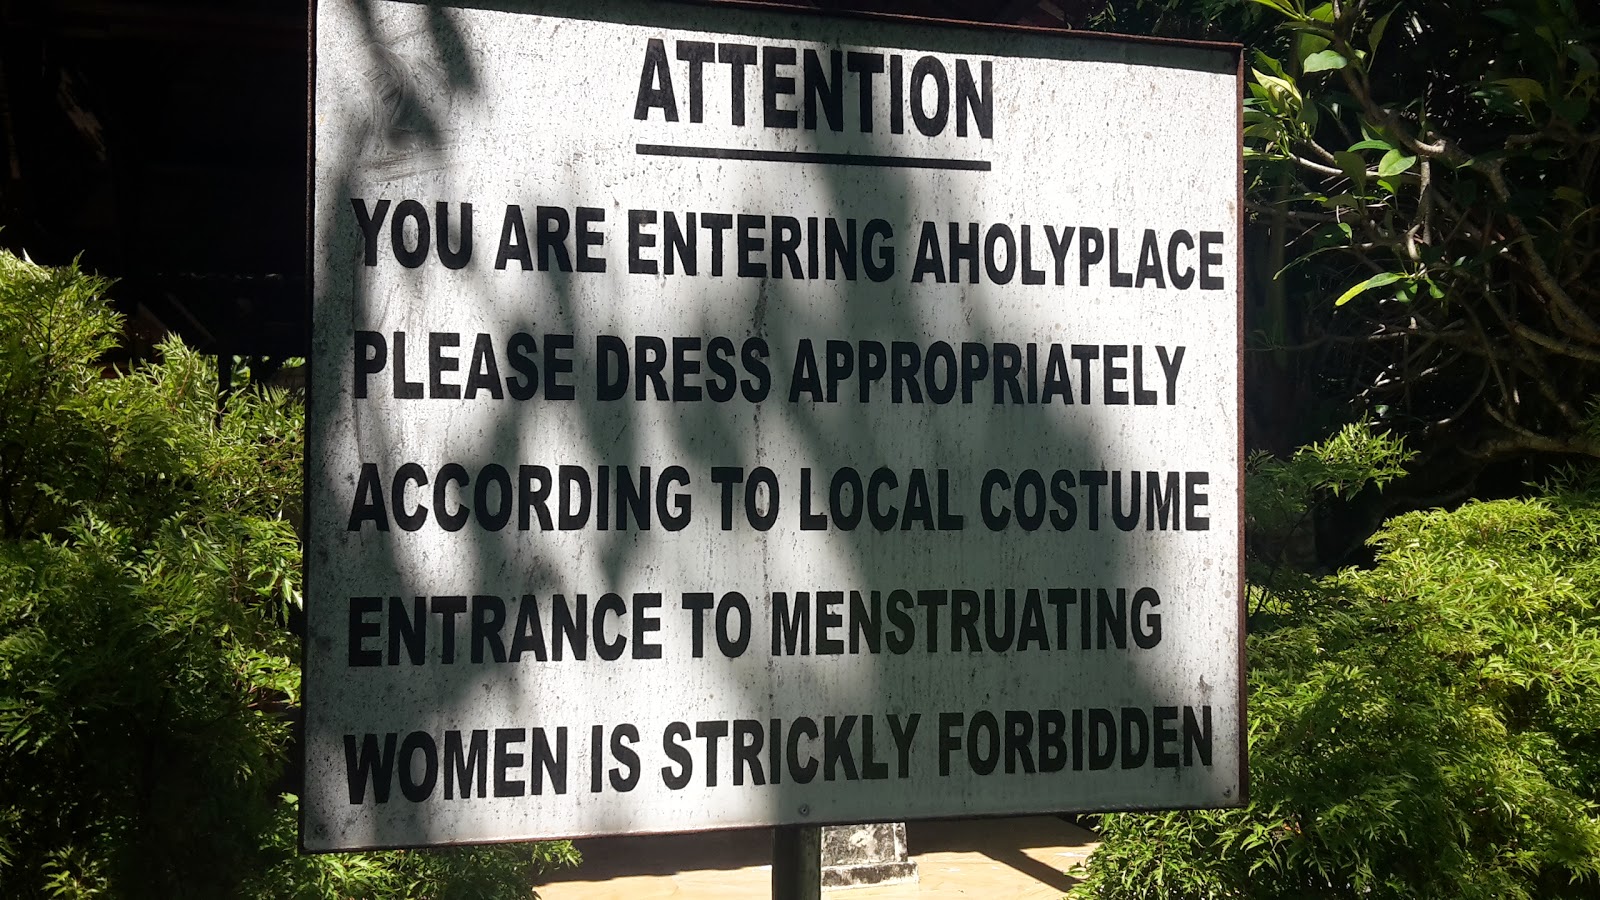 ATTENTION
YOU ARE ENTERING AHOLYPLACE
PLEASE DRESS APPROPRIATELY
ACCORDING TO LOCAL COSTUME
ENTRANCE TO MENSTRUATING
WOMEN IS STRICKLY FORBIDDEN